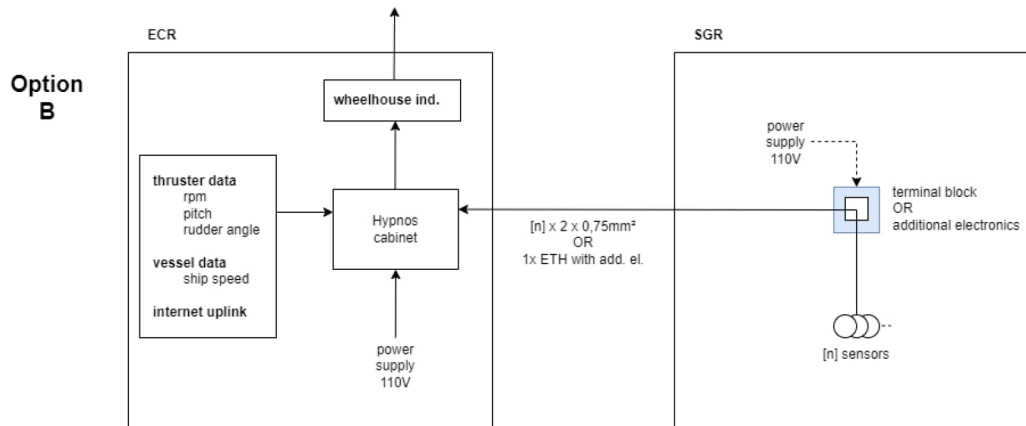 Option
B
ECR
wheelhouse ind.
thruster data
rpm
pitch
rudder angle
vessel data
ship speed
internet uplink
Hypnos
cabinet
power
supply
110V
[n] x 2 x 0,75mm²
OR
1x ETH with add. el.
SGR
power
supply
110V
terminal block
OR
additional electronics
[n] sensors